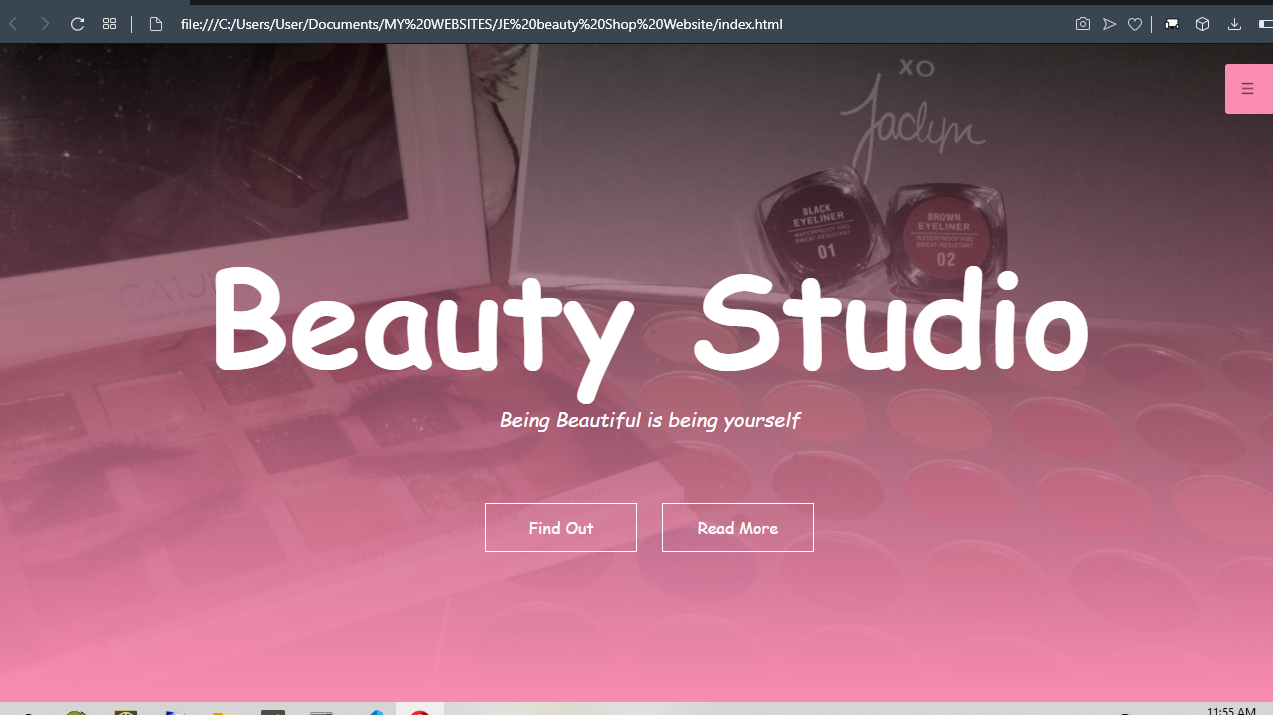 file:///C:/Users/User/Documents/MY%20WEBSITES/JE%20beauty%20Shop%20Website/index.html
XO
Jaclyn
BLACK
EYELINER
WATERPROOF AND
SWEAT-RESISTANT
01
BROWN
EYELINER
WATERPROOF AND
SWEAT-RESISTANT
02
Beauty Studio
Being Beautiful is being yourself
Find Out
Read More
11:55 AM